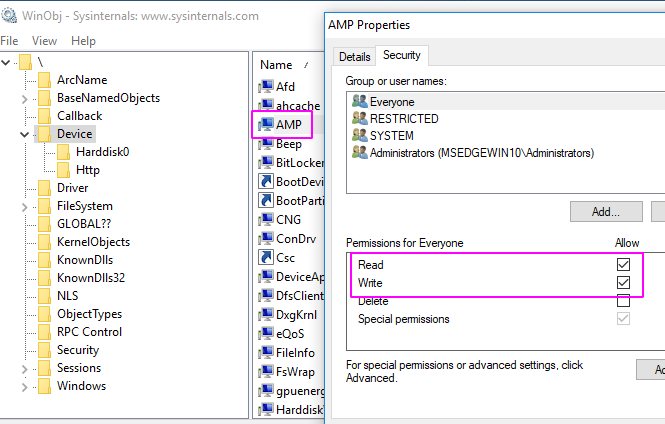 WinObj - Sysinternals: www.sysinternals.com
File View Help
\
ArcName
BaseNamedObjects
Callback
Device
Harddisk0
Http
Driver
FileSystem
GLOBAL??
KernelObjects
KnownDlls
KnownDlls32
NLS
ObjectTypes
RPC Control
Security
Sessions
Windows
Name /
Afd
ahcache
AMP
Beep
BitLocker
BootDevi
BootParti
CNG
ConDrv
Csc
DeviceAp
DfsClient
DxgKrnl
eQoS
FileInfo
FsWrap
gpuenerg
Harddisk
AMP Properties
Details Security
Group or user names:
Everyone
RESTRICTED
SYSTEM
Administrators (MSEDGEWIN10\Administrators)
Add...
Permissions for Everyone Allow
Read
Write
Delete
Special permissions
For special permissions or advanced settings, click
Advanced.
Ad